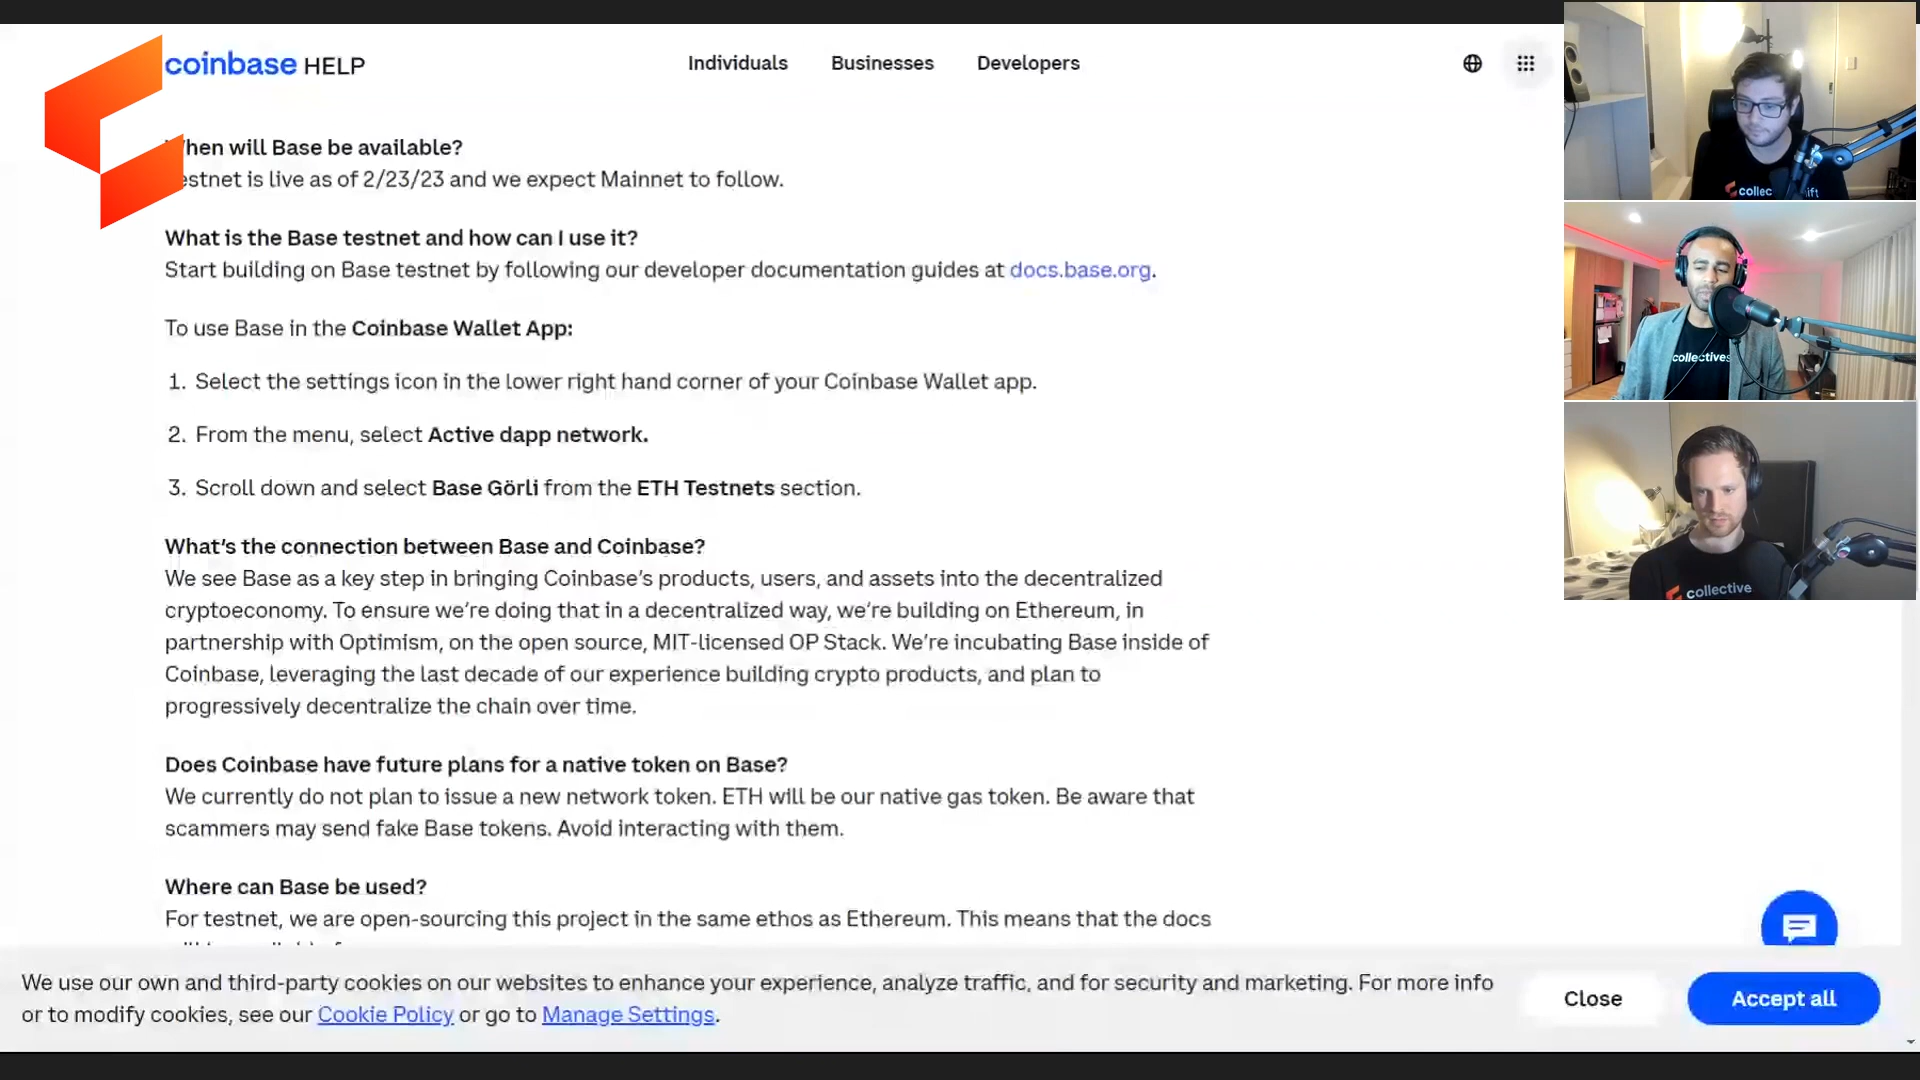 coinbase HELP
Individuals
Businesses
Developers
When will Base be available?
Testnet is live as of 2/23/23 and we expect Mainnet to follow.
What is the Base testnet and how can I use it?
Start building on Base testnet by following our developer documentation guides at docs.base.org.
To use Base in the Coinbase Wallet App:
1. Select the settings icon in the lower right hand corner of your Coinbase Wallet app.
2. From the menu, select Active dapp network.
3. Scroll down and select Base Görli from the ETH Testnets section.
What's the connection between Base and Coinbase?
We see Base as a key step in bringing Coinbase's products, users, and assets into the decentralized
cryptoeconomy. To ensure we're doing that in a decentralized way, we're building on Ethereum, in
partnership with Optimism, on the open source, MIT-licensed OP Stack. We're incubating Base inside of
Coinbase, leveraging the last decade of our experience building crypto products, and plan to
progressively decentralize the chain over time.
Does Coinbase have future plans for a native token on Base?
We currently do not plan to issue a new network token. ETH will be our native gas token. Be aware that
scammers may send fake Base tokens. Avoid interacting with them.
Where can Base be used?
For testnet, we are open-sourcing this project in the same ethos as Ethereum. This means that the docs
We use our own and third-party cookies on our websites to enhance your experience, analyze traffic, and for security and marketing. For more info
or to modify cookies, see our Cookie Policy or go to Manage Settings.
Close
Accept all
collec ift
collectives
collective